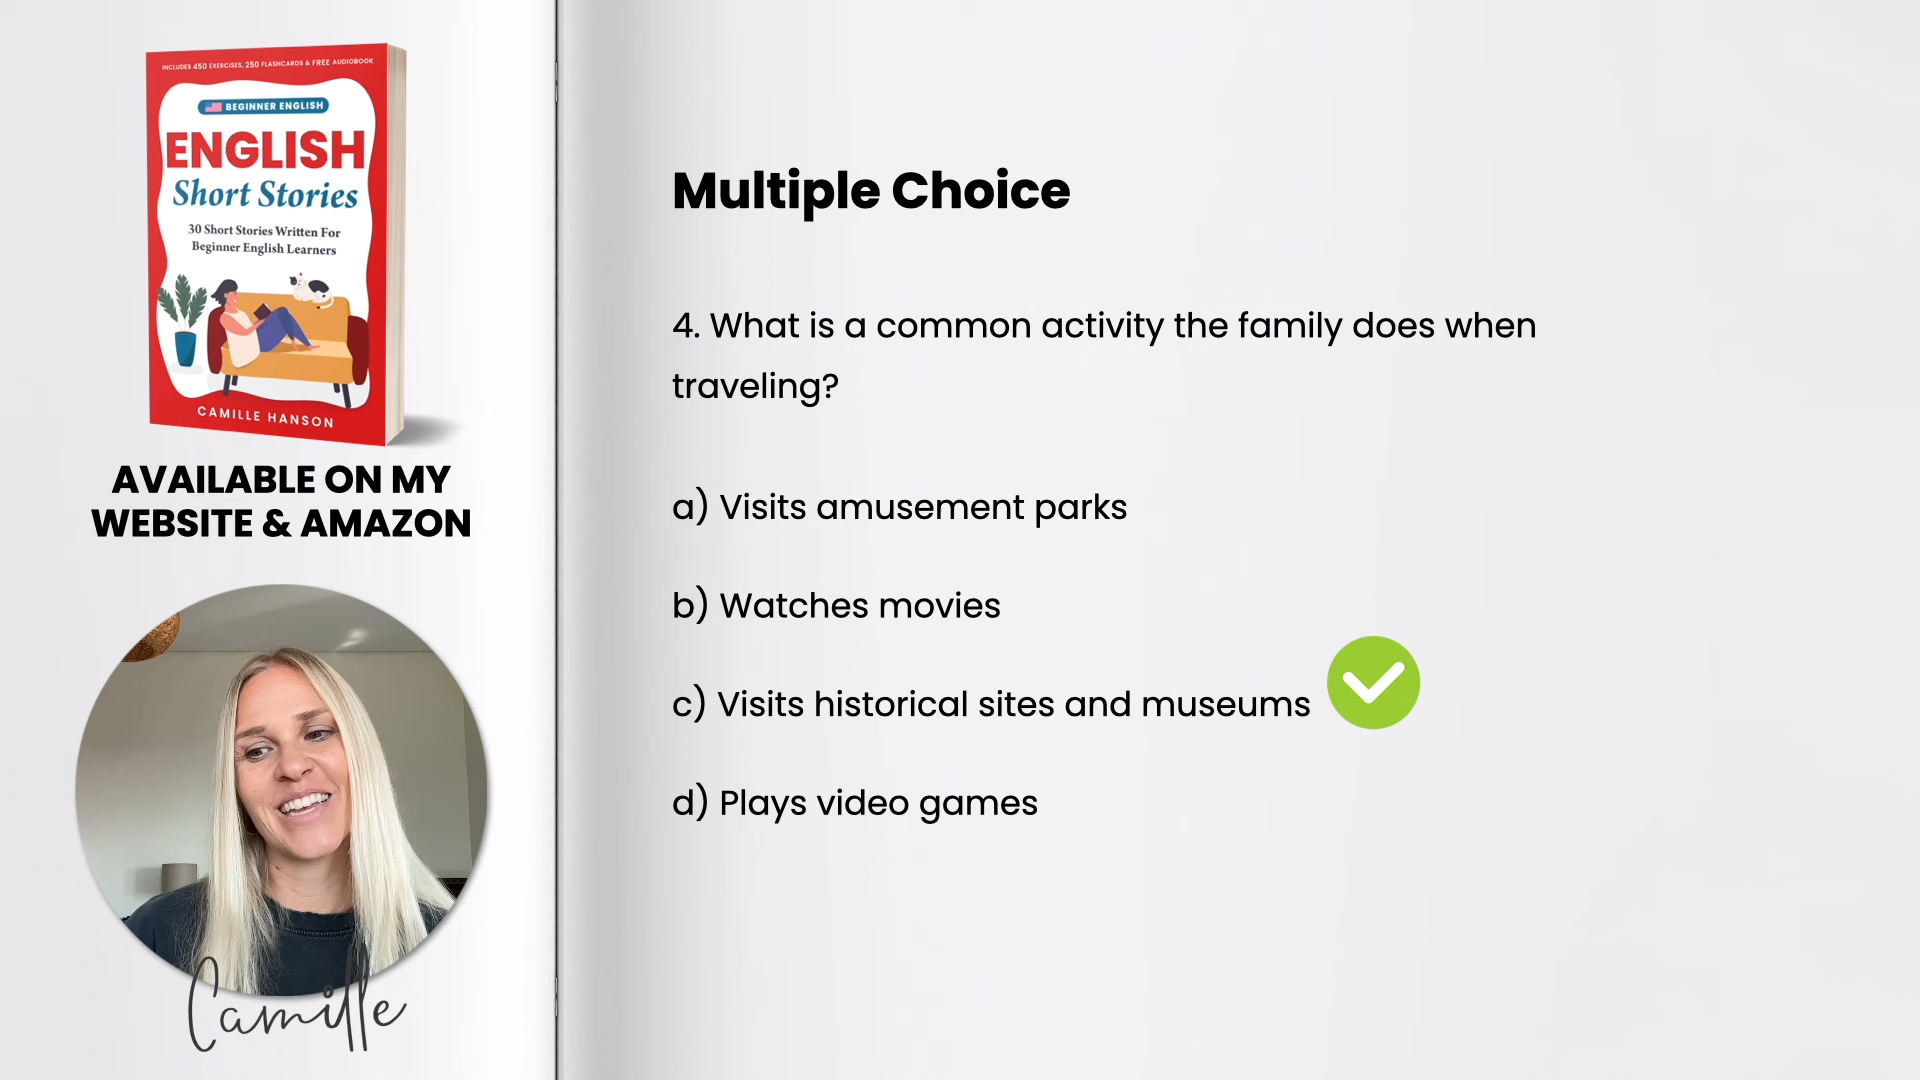 INCLUDES 450 EXERCISES, 250 FLASHCARDS & FREE AUDIOBOOK
BEGINNER ENGLISH
ENGLISH
Short Stories
30 Short Stories Written For
Beginner English Learners
CAMILLE HANSON
AVAILABLE ON MY
WEBSITE & AMAZON
Camille
Multiple Choice
4. What is a common activity the family does when
traveling?
a) Visits amusement parks
b) Watches movies
c) Visits historical sites and museums
d) Plays video games